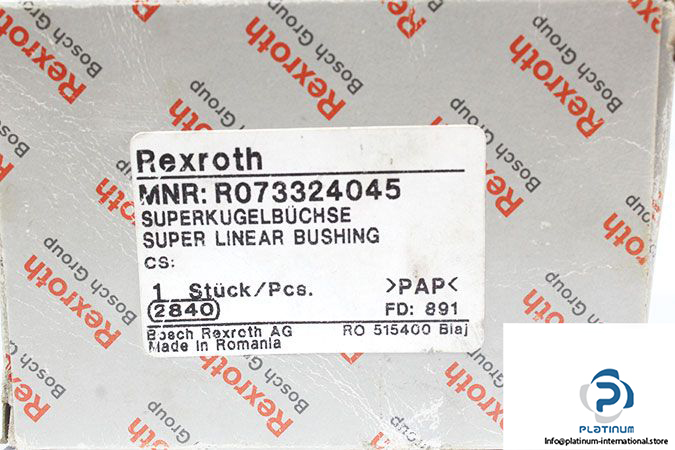 Rexroth
Bosch Group
Rexroth
MNR: R073324045
SUPERKUGELBÜCHSE
SUPER LINEAR BUSHING
CS:
1 Stück/Pcs. >PAP<
2840 FD: 891
Bosch Rexroth AG RO 515400 Blaj
Made in Romania
PLATINUM
Info@platinum-international.store